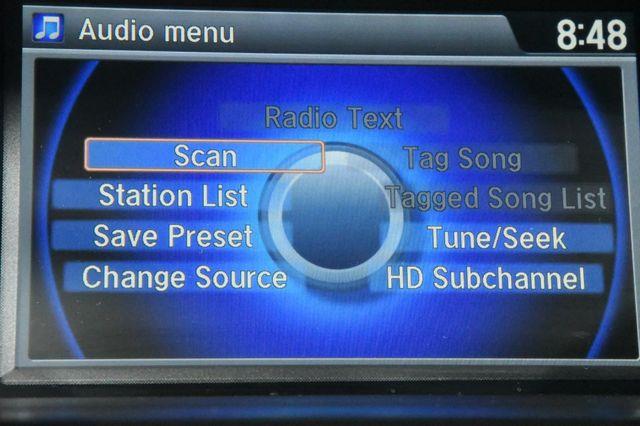 Audio menu
8:48
Radio Text
Scan
Tag Song
Station List
Tagged Song List
Save Preset
Tune/Seek
Change Source
HD Subchannel